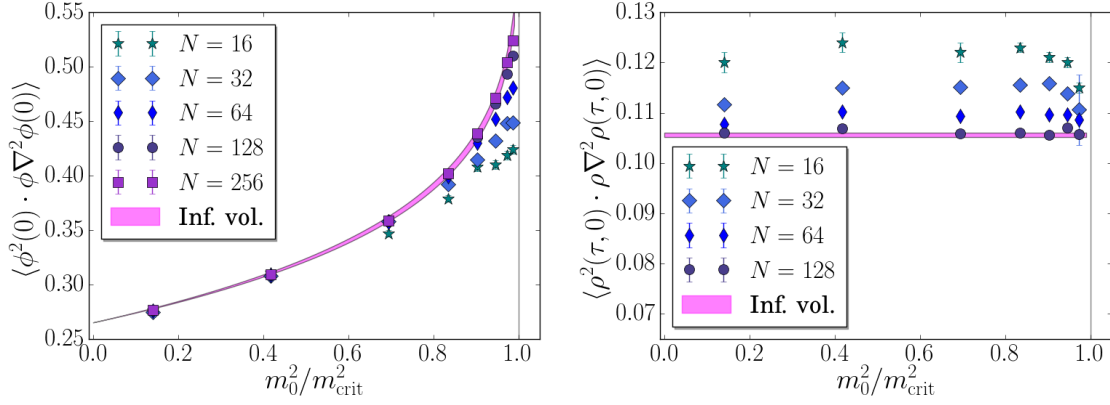 ⟨φ²(0) · φ∇²φ(0)⟩
0.55
0.50
0.45
0.40
0.35
0.30
0.25
N = 16
N = 32
N = 64
N = 128
N = 256
Inf. vol.
0.0 0.2 0.4 0.6 0.8 1.0
m₀²/m²crit
⟨ρ²(τ, 0) · ρ∇²ρ(τ, 0)⟩
0.13
0.12
0.11
0.10
0.09
0.08
0.07
N = 16
N = 32
N = 64
N = 128
Inf. vol.
0.0 0.2 0.4 0.6 0.8 1.0
m₀²/m²crit